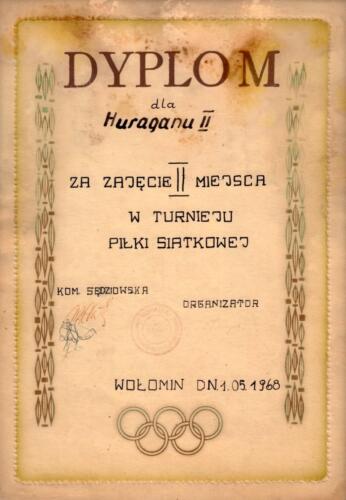 DYPLOM
dla
Huraganu II
ZA ZAJĘCIE II MIEJSCA
W TURNIEJU
PIŁKI SIATKOWEJ
KOM. SĘDZIOWSKA
ORGANIZATOR
WOŁOMIN DN. 1.05.1968